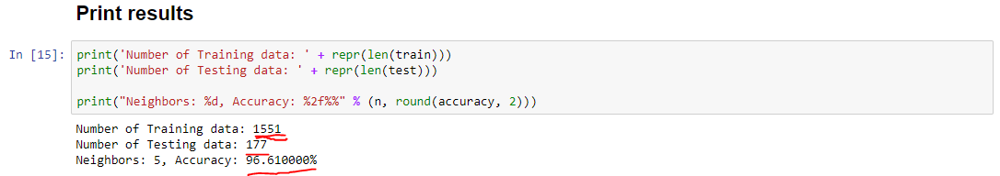 Print results
In [15]: print('Number of Training data: ' + repr(len(train)))
print('Number of Testing data: ' + repr(len(test)))
print("Neighbors: %d, Accuracy: %2f%%" % (n, round(accuracy, 2)))
Number of Training data: 1551
Number of Testing data: 177
Neighbors: 5, Accuracy: 96.610000%